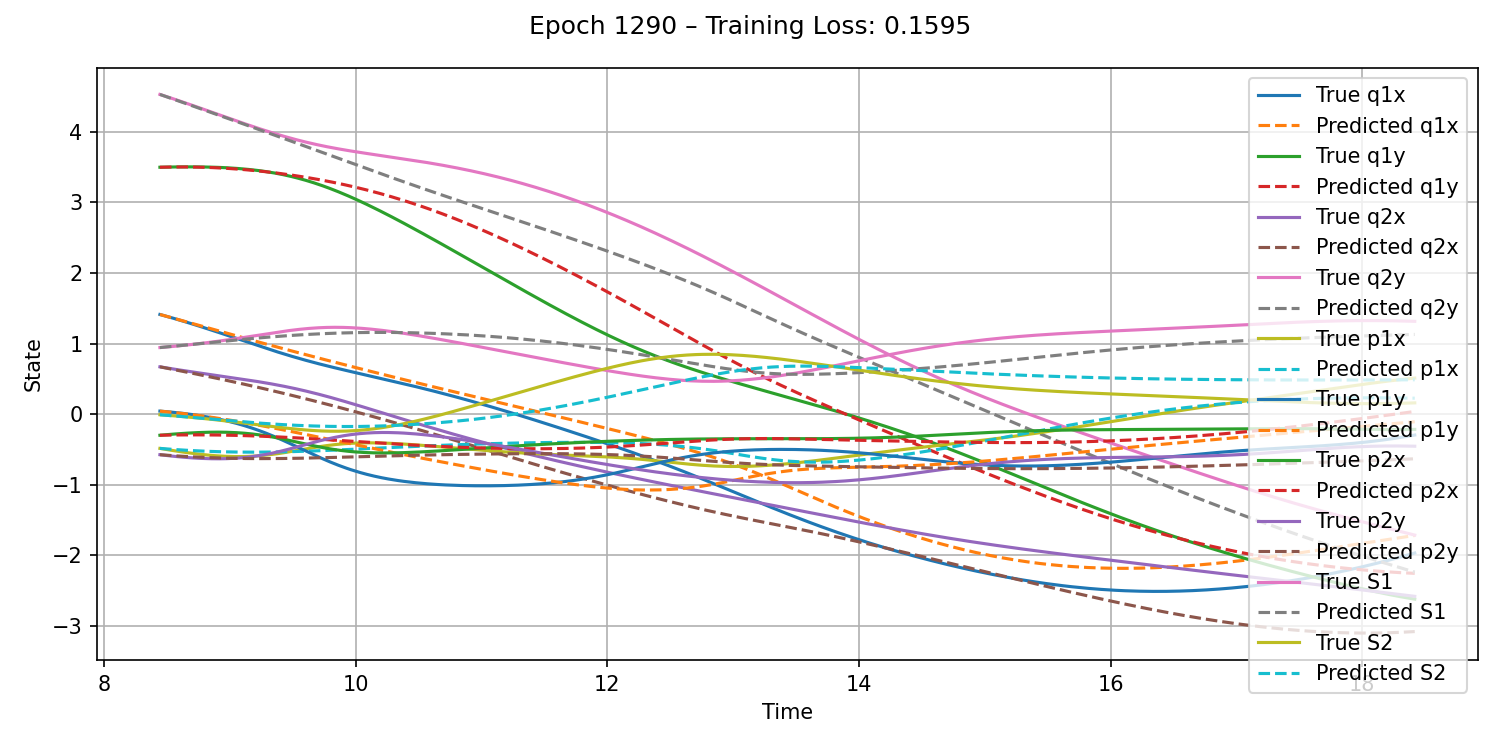 Epoch 1290 – Training Loss: 0.1595
State
4
3
2
1
0
−1
−2
−3
8
10
12
14
16
18
Time
True q1x
Predicted q1x
True q1y
Predicted q1y
True q2x
Predicted q2x
True q2y
Predicted q2y
True p1x
Predicted p1x
True p1y
Predicted p1y
True p2x
Predicted p2x
True p2y
Predicted p2y
True S1
Predicted S1
True S2
Predicted S2